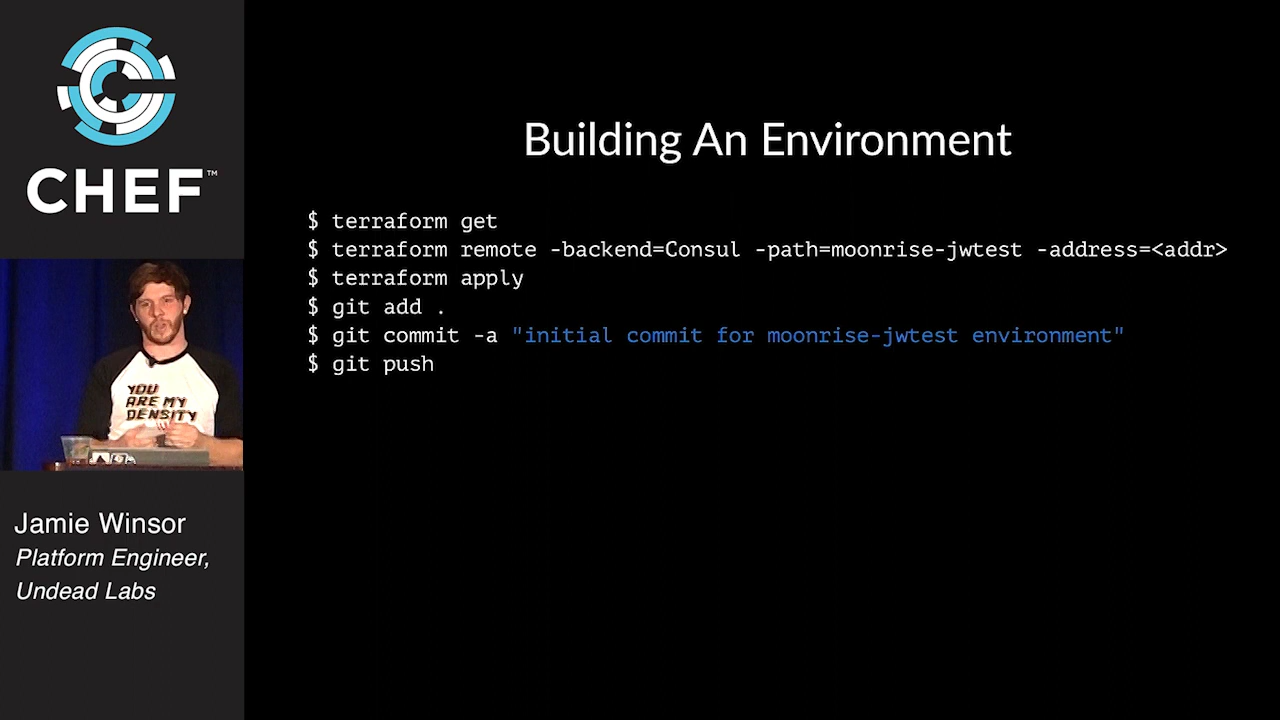 CHEF™
Building An Environment
$ terraform get
$ terraform remote -backend=Consul -path=moonrise-jwtest -address=<addr>
$ terraform apply
$ git add .
$ git commit -a "initial commit for moonrise-jwtest environment"
$ git push
YOU
ARE MY
DENSITY
Jamie Winsor
Platform Engineer,
Undead Labs